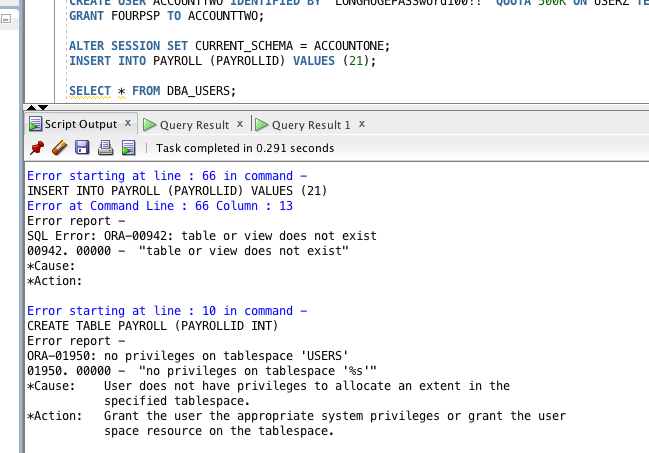 CREATE USER ACCOUNTTWO IDENTIFIED BY "LONGHUGEPASSword100!!" QUOTA 500K ON USERZ TE
GRANT FOURPSP TO ACCOUNTTWO;
ALTER SESSION SET CURRENT_SCHEMA = ACCOUNTONE;
INSERT INTO PAYROLL (PAYROLLID) VALUES (21);
SELECT * FROM DBA_USERS;
Script Output x Query Result x Query Result 1 x
Task completed in 0.291 seconds
Error starting at line : 66 in command -
INSERT INTO PAYROLL (PAYROLLID) VALUES (21)
Error at Command Line : 66 Column : 13
Error report -
SQL Error: ORA-00942: table or view does not exist
00942. 00000 -  "table or view does not exist"
*Cause:
*Action:
Error starting at line : 10 in command -
CREATE TABLE PAYROLL (PAYROLLID INT)
Error report -
ORA-01950: no privileges on tablespace 'USERS'
01950. 00000 -  "no privileges on tablespace '%s'"
*Cause:    User does not have privileges to allocate an extent in the
specified tablespace.
*Action:   Grant the user the appropriate system privileges or grant the user
space resource on the tablespace.